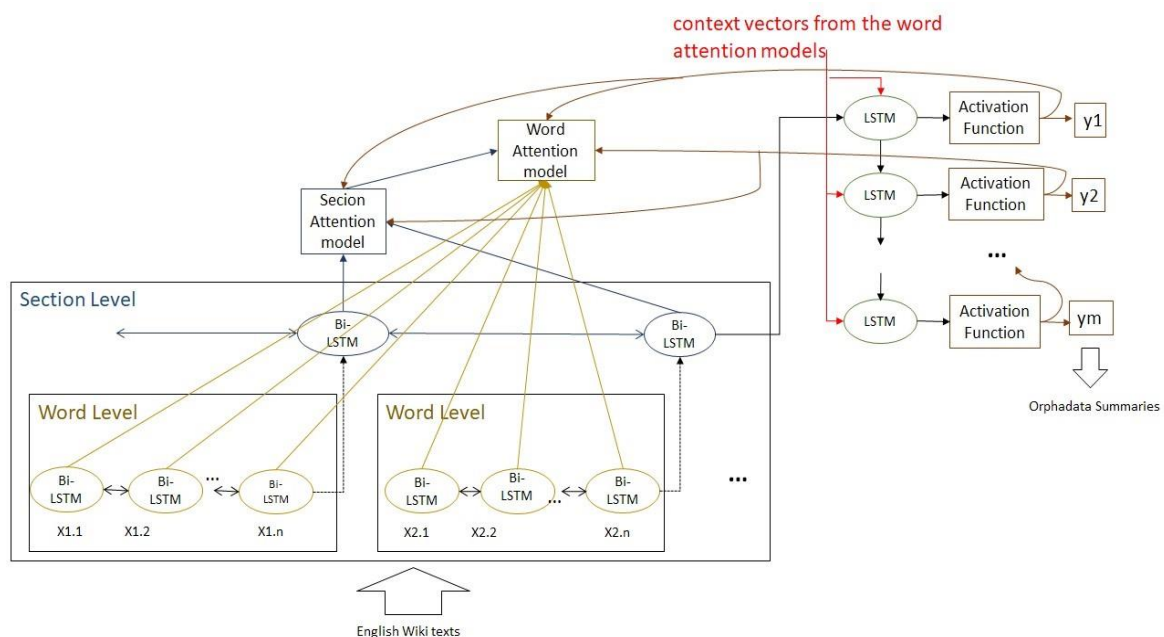 context vectors from the word
attention models
Word
Attention
model
Secion
Attention
model
LSTM
Activation
Function
y1
LSTM
Activation
Function
y2
...
LSTM
Activation
Function
ym
Orphadata Summaries
Section Level
Bi-
LSTM
Bi-
LSTM
Word Level
Bi-
LSTM
Bi-
LSTM
...
Bi-
LSTM
X1.1
X1.2
X1.n
Word Level
Bi-
LSTM
Bi-
LSTM
...
Bi-
LSTM
X2.1
X2.2
X2.n
...
English Wiki texts